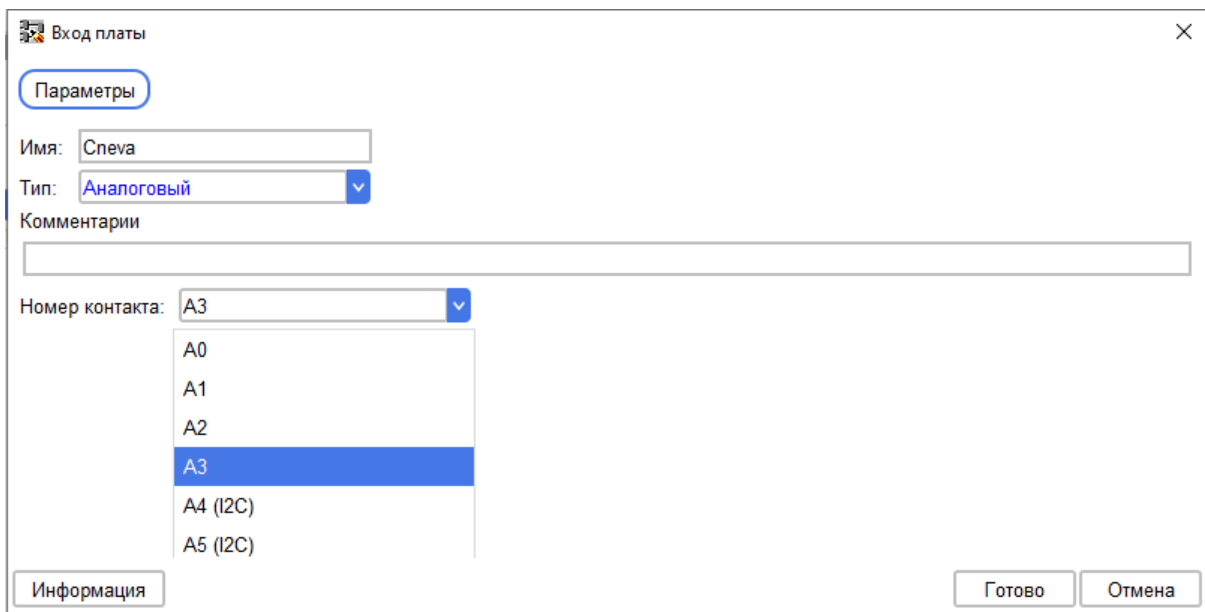 Вход платы
Параметры
Имя: Cneva
Тип: Аналоговый
Комментарии
Номер контакта: A3
A0
A1
A2
A3
A4 (I2C)
A5 (I2C)
Информация Готово Отмена